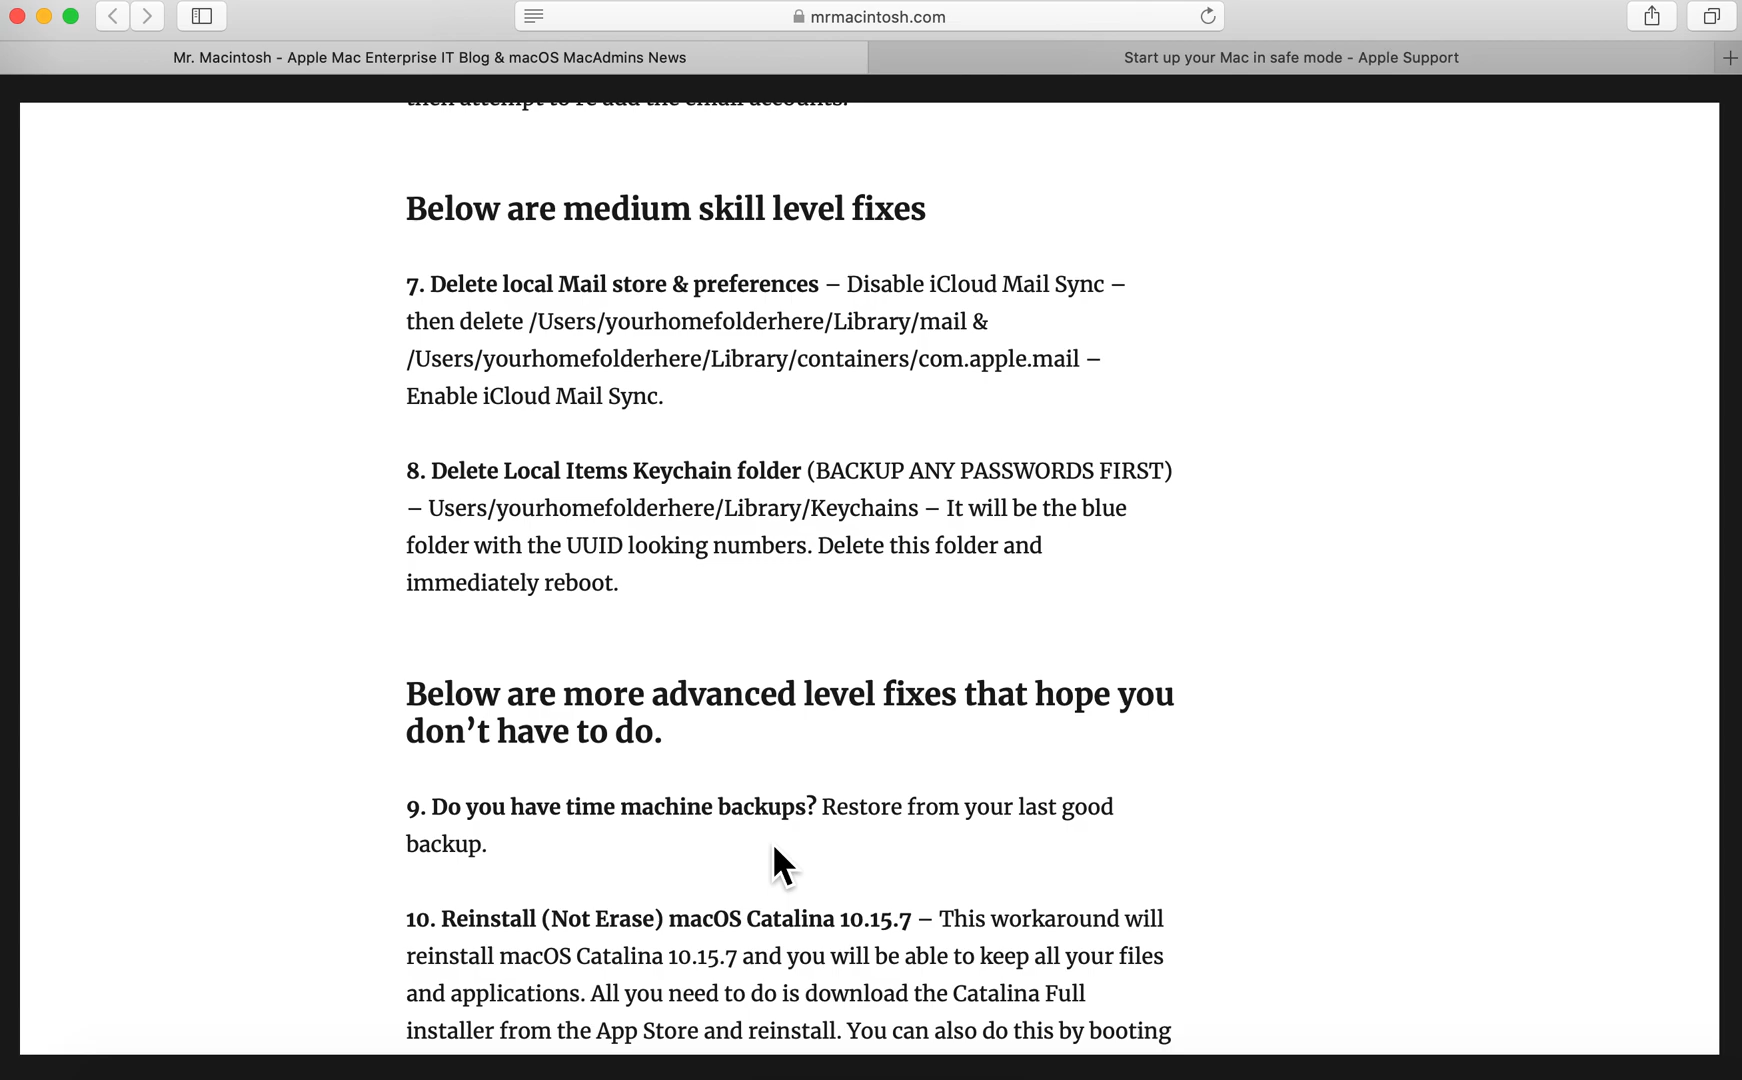 mrmacintosh.com
Mr. Macintosh - Apple Mac Enterprise IT Blog & macOS MacAdmins News
Start up your Mac in safe mode - Apple Support
then attempt to re add the email accounts.
Below are medium skill level fixes
7. Delete local Mail store & preferences – Disable iCloud Mail Sync –
then delete /Users/yourhomefolderhere/Library/mail &
/Users/yourhomefolderhere/Library/containers/com.apple.mail –
Enable iCloud Mail Sync.
8. Delete Local Items Keychain folder (BACKUP ANY PASSWORDS FIRST)
– Users/yourhomefolderhere/Library/Keychains – It will be the blue
folder with the UUID looking numbers. Delete this folder and
immediately reboot.
Below are more advanced level fixes that hope you
don’t have to do.
9. Do you have time machine backups? Restore from your last good
backup.
10. Reinstall (Not Erase) macOS Catalina 10.15.7 – This workaround will
reinstall macOS Catalina 10.15.7 and you will be able to keep all your files
and applications. All you need to do is download the Catalina Full
installer from the App Store and reinstall. You can also do this by booting